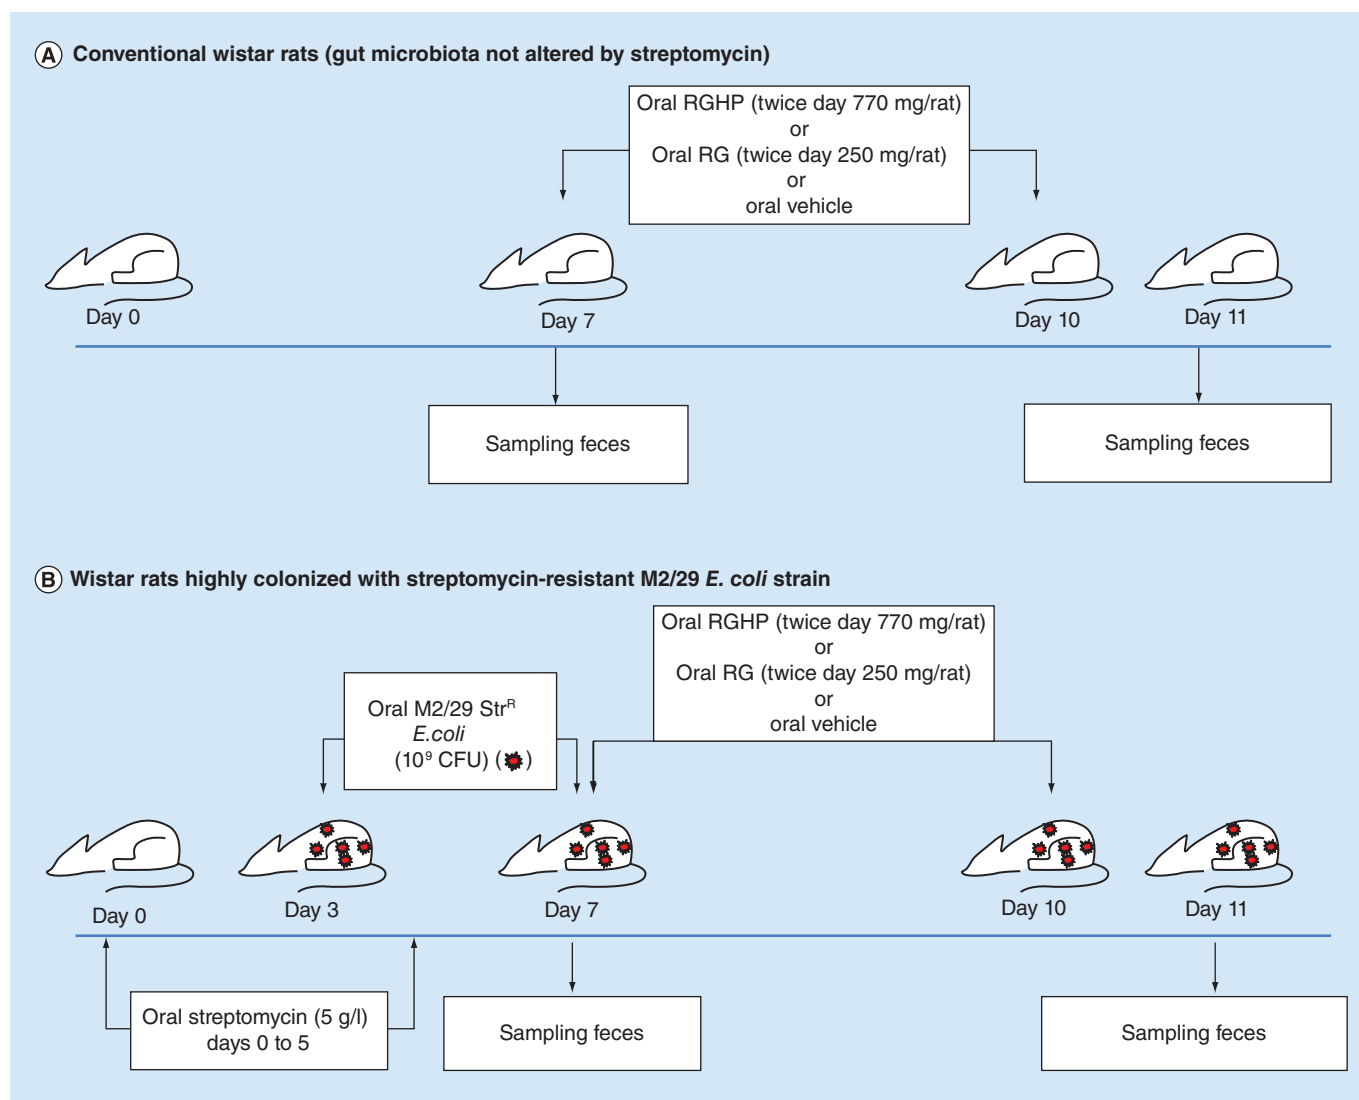 A Conventional wistar rats (gut microbiota not altered by streptomycin)
Oral RGHP (twice day 770 mg/rat)
or
Oral RG (twice day 250 mg/rat)
or
oral vehicle
Day 0
Day 7
Day 10
Day 11
Sampling feces
Sampling feces
B Wistar rats highly colonized with streptomycin-resistant M2/29 E. coli strain
Oral RGHP (twice day 770 mg/rat)
or
Oral RG (twice day 250 mg/rat)
or
oral vehicle
Oral M2/29 Strᴿ
E.coli
(10⁹ CFU) ( )
Day 0
Day 3
Day 7
Day 10
Day 11
Oral streptomycin (5 g/l)
days 0 to 5
Sampling feces
Sampling feces